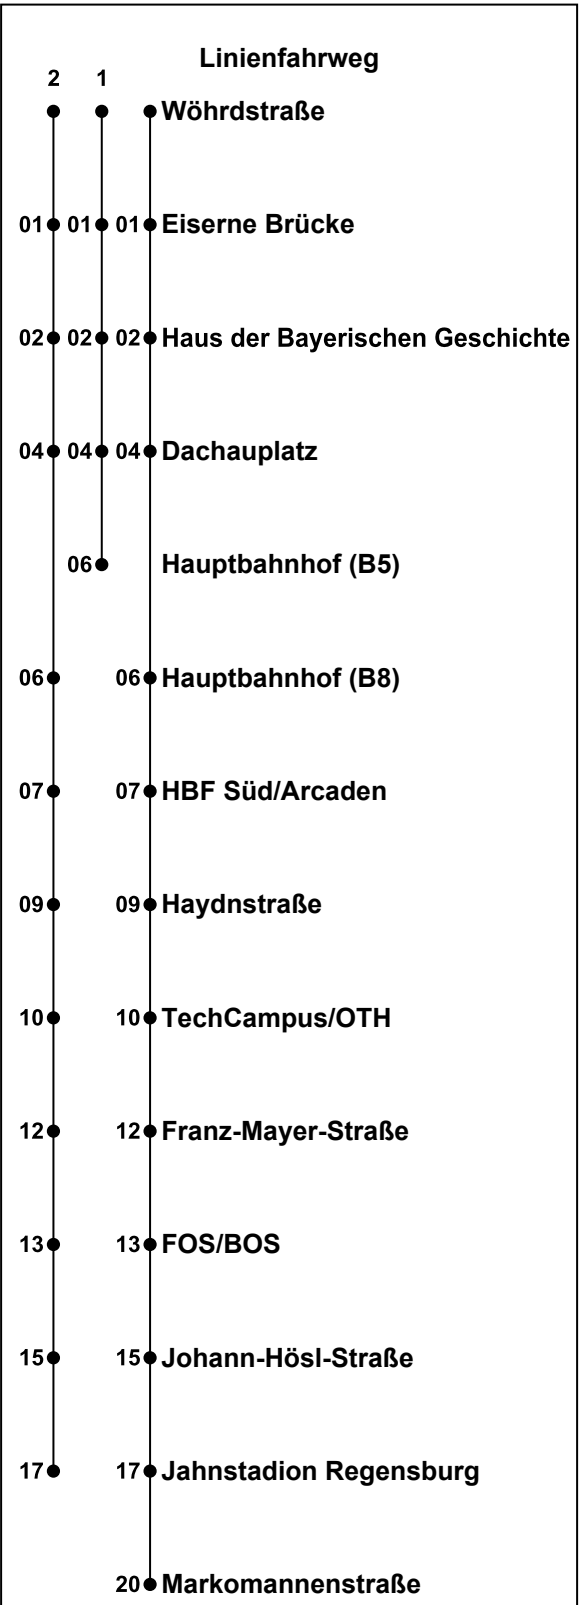 Linienfahrweg
2 1
Wöhrdstraße
01 01 01 Eiserne Brücke
02 02 02 Haus der Bayerischen Geschichte
04 04 04 Dachauplatz
06 Hauptbahnhof (B5)
06 06 Hauptbahnhof (B8)
07 07 HBF Süd/Arcaden
09 09 Haydnstraße
10 10 TechCampus/OTH
12 12 Franz-Mayer-Straße
13 13 FOS/BOS
15 15 Johann-Hösl-Straße
17 17 Jahnstadion Regensburg
20 Markomannenstraße